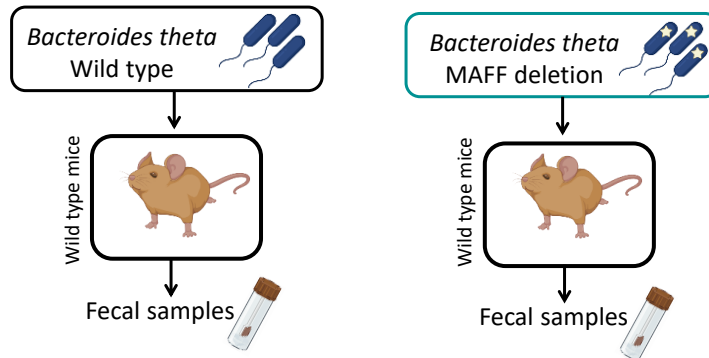 Bacteroides theta
Wild type
Wild type mice
Fecal samples
Bacteroides theta
MAFF deletion
Wild type mice
Fecal samples